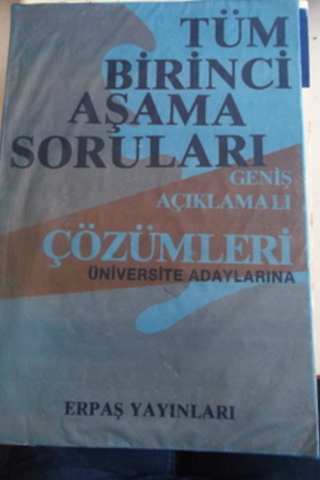 TÜM
BİRİNCİ
AŞAMA
SORULARI
GENİŞ
AÇIKLAMALI
ÇÖZÜMLERİ
ÜNİVERSİTE ADAYLARINA
ERPAŞ YAYINLARI